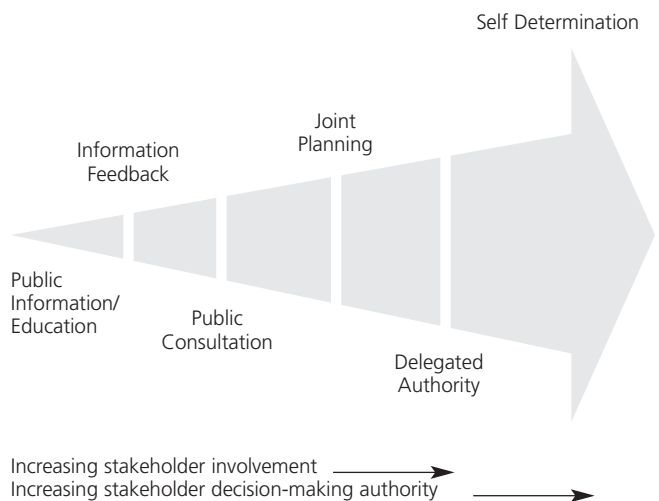 Self Determination
Joint
Planning
Information
Feedback
Public
Information/
Education
Public
Consultation
Delegated
Authority
Increasing stakeholder involvement
Increasing stakeholder decision-making authority